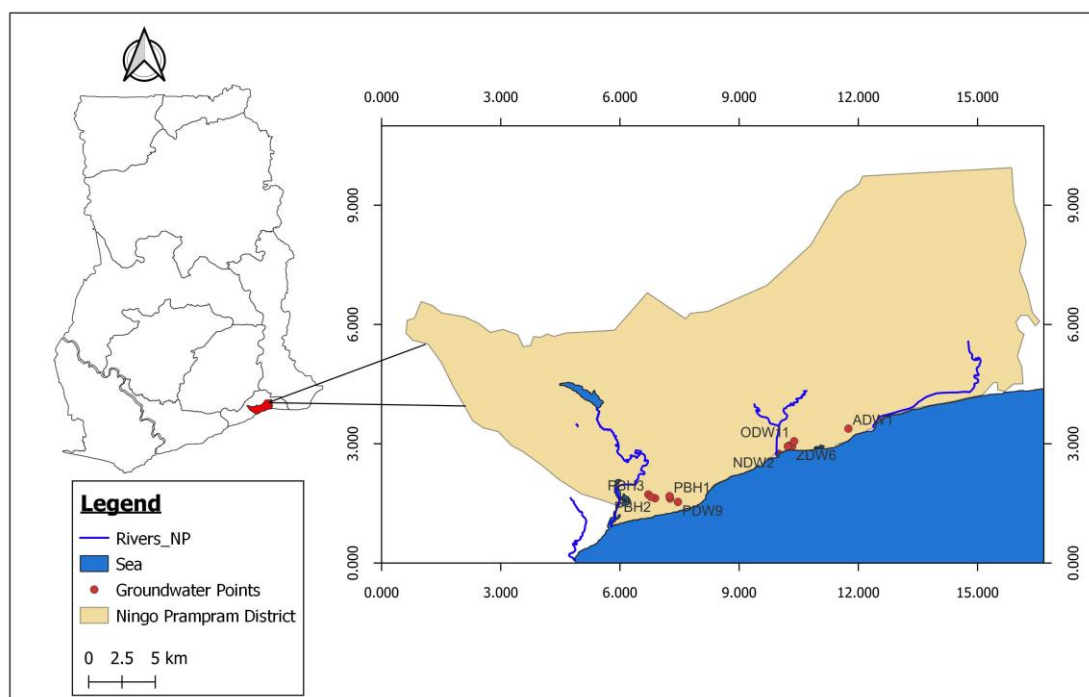 0.000 3.000 6.000 9.000 12.000 15.000
9.000 9.000
6.000 6.000
3.000 3.000
0.000 0.000
ADW1
ODW11
NDW2 ZDW6
PBH3 PBH1
PBH2 PDW9
0.000 3.000 6.000 9.000 12.000 15.000
Legend
Rivers_NP
Sea
Groundwater Points
Ningo Prampram District
0 2.5 5 km